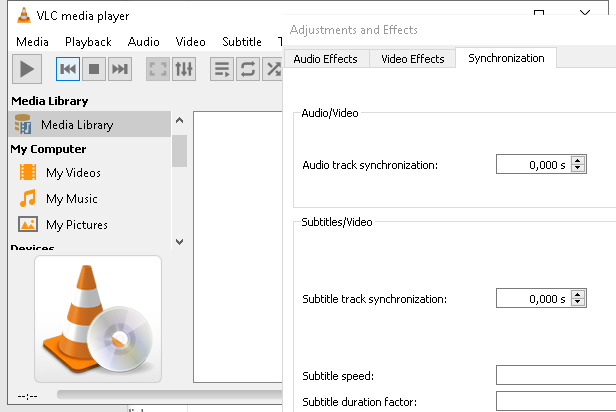 VLC media player
Adjustments and Effects
Media Playback Audio Video Subtitle
Audio Effects Video Effects Synchronization
Media Library
Media Library
My Computer
My Videos
My Music
My Pictures
Devices
--:--
Audio/Video
Audio track synchronization: 0,000 s
Subtitles/Video
Subtitle track synchronization: 0,000 s
Subtitle speed:
Subtitle duration factor: